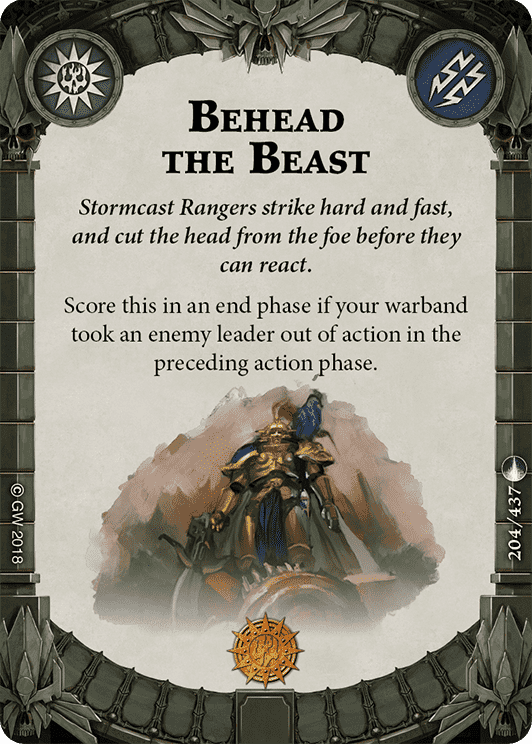 Behead
the Beast
Stormcast Rangers strike hard and fast,
and cut the head from the foe before they
can react.
Score this in an end phase if your warband
took an enemy leader out of action in the
preceding action phase.
© GW 2018
204/437